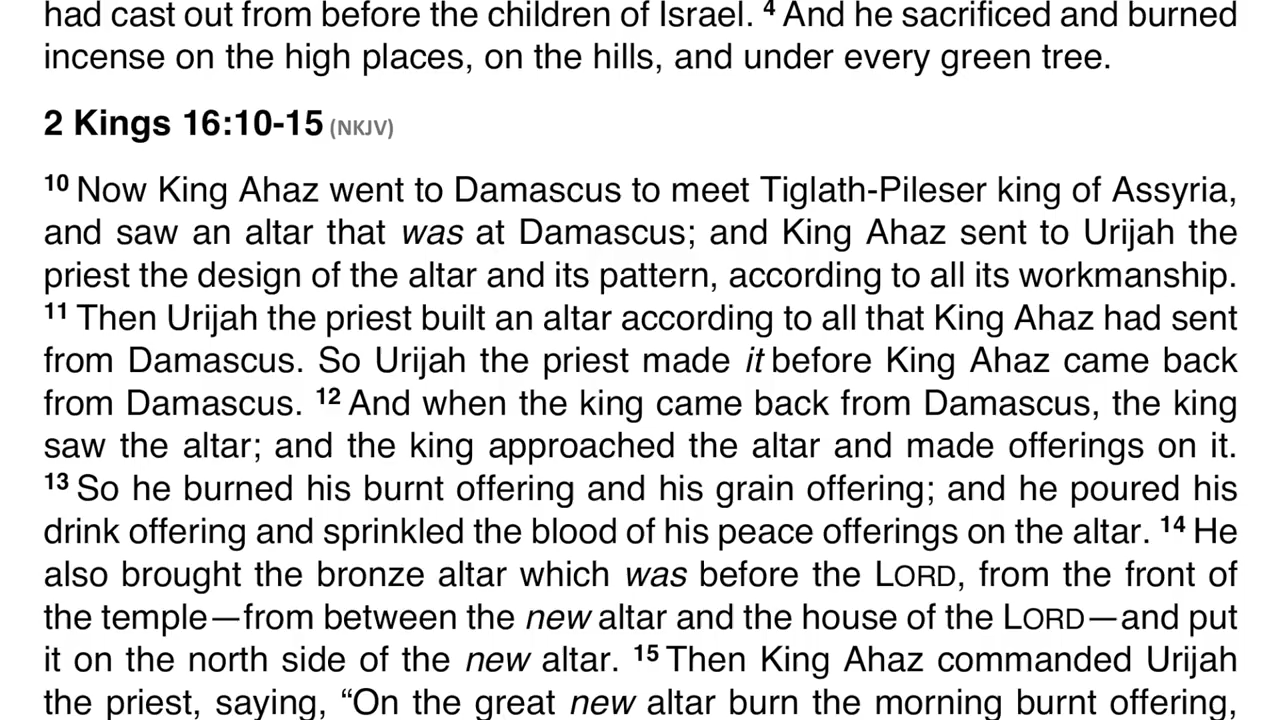 had cast out from before the children of Israel. 4 And he sacrificed and burned
incense on the high places, on the hills, and under every green tree.
2 Kings 16:10-15 (NKJV)
10 Now King Ahaz went to Damascus to meet Tiglath-Pileser king of Assyria,
and saw an altar that was at Damascus; and King Ahaz sent to Urijah the
priest the design of the altar and its pattern, according to all its workmanship.
11 Then Urijah the priest built an altar according to all that King Ahaz had sent
from Damascus. So Urijah the priest made it before King Ahaz came back
from Damascus. 12 And when the king came back from Damascus, the king
saw the altar; and the king approached the altar and made offerings on it.
13 So he burned his burnt offering and his grain offering; and he poured his
drink offering and sprinkled the blood of his peace offerings on the altar. 14 He
also brought the bronze altar which was before the LORD, from the front of
the temple—from between the new altar and the house of the LORD—and put
it on the north side of the new altar. 15 Then King Ahaz commanded Urijah
the priest, saying, “On the great new altar burn the morning burnt offering,